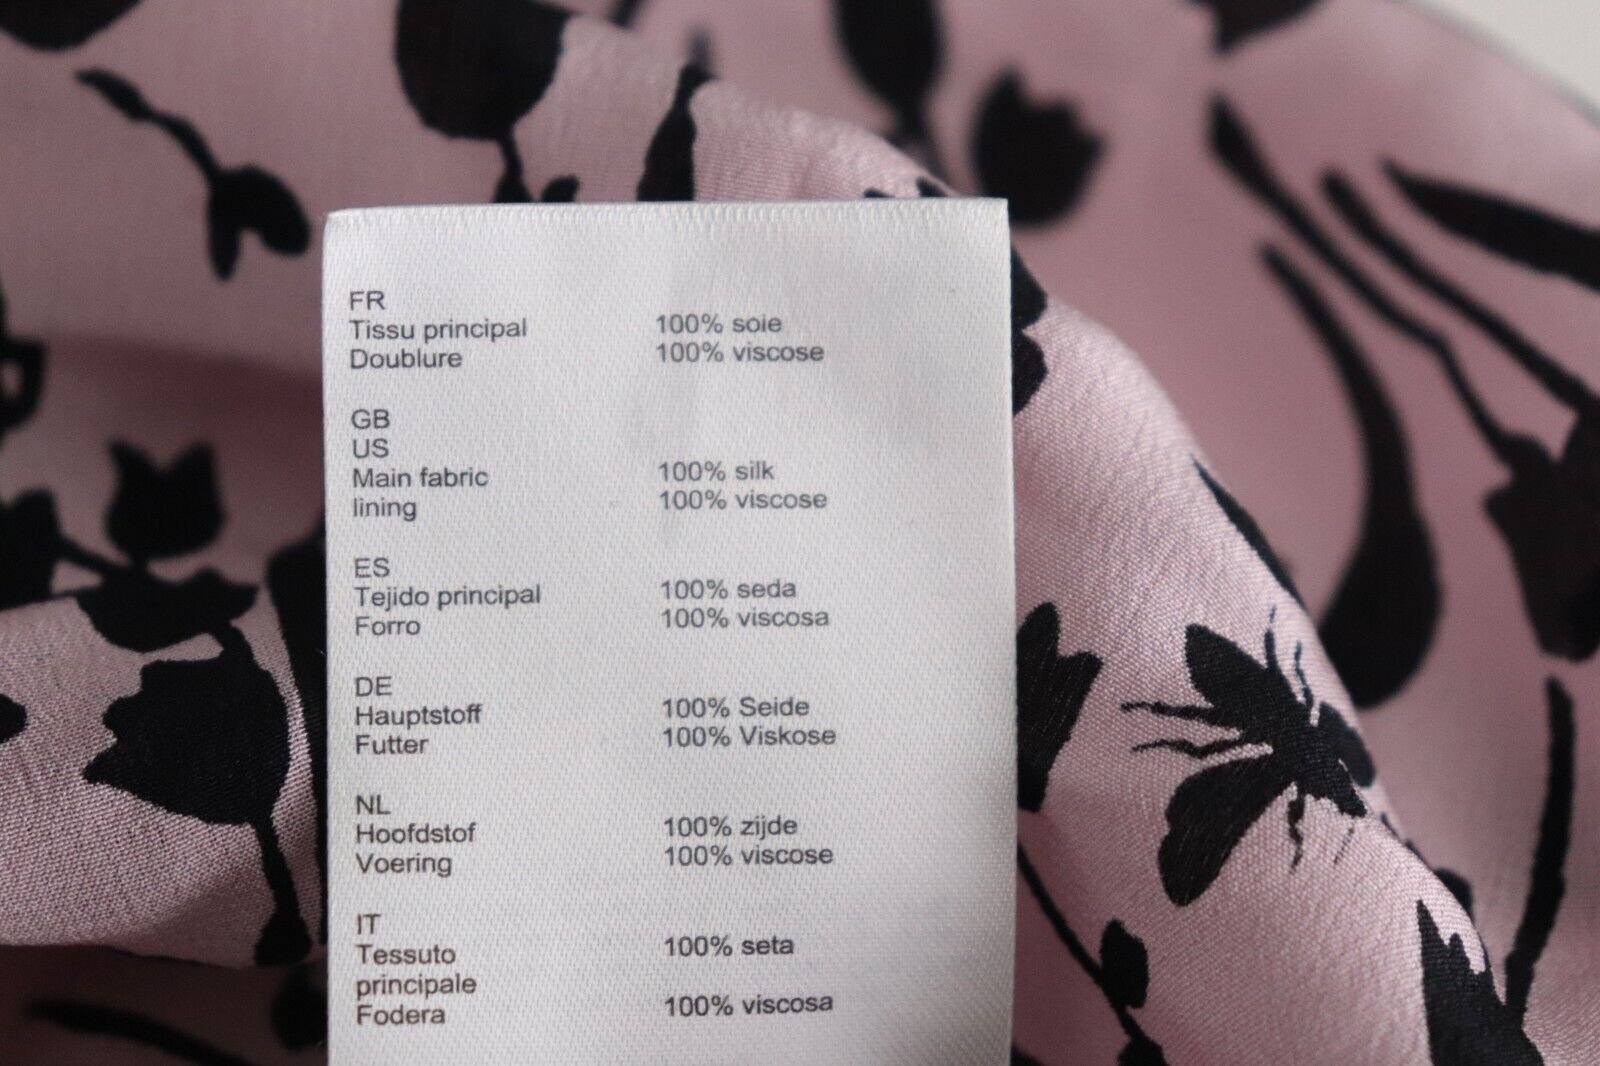 FR
Tissu principal 100% soie
Doublure 100% viscose
GB
US
Main fabric 100% silk
lining 100% viscose
ES
Tejido principal 100% seda
Forro 100% viscosa
DE
Hauptstoff 100% Seide
Futter 100% Viskose
NL
Hoofdstof 100% zijde
Voering 100% viscose
IT
Tessuto 100% seta
principale
Fodera 100% viscosa